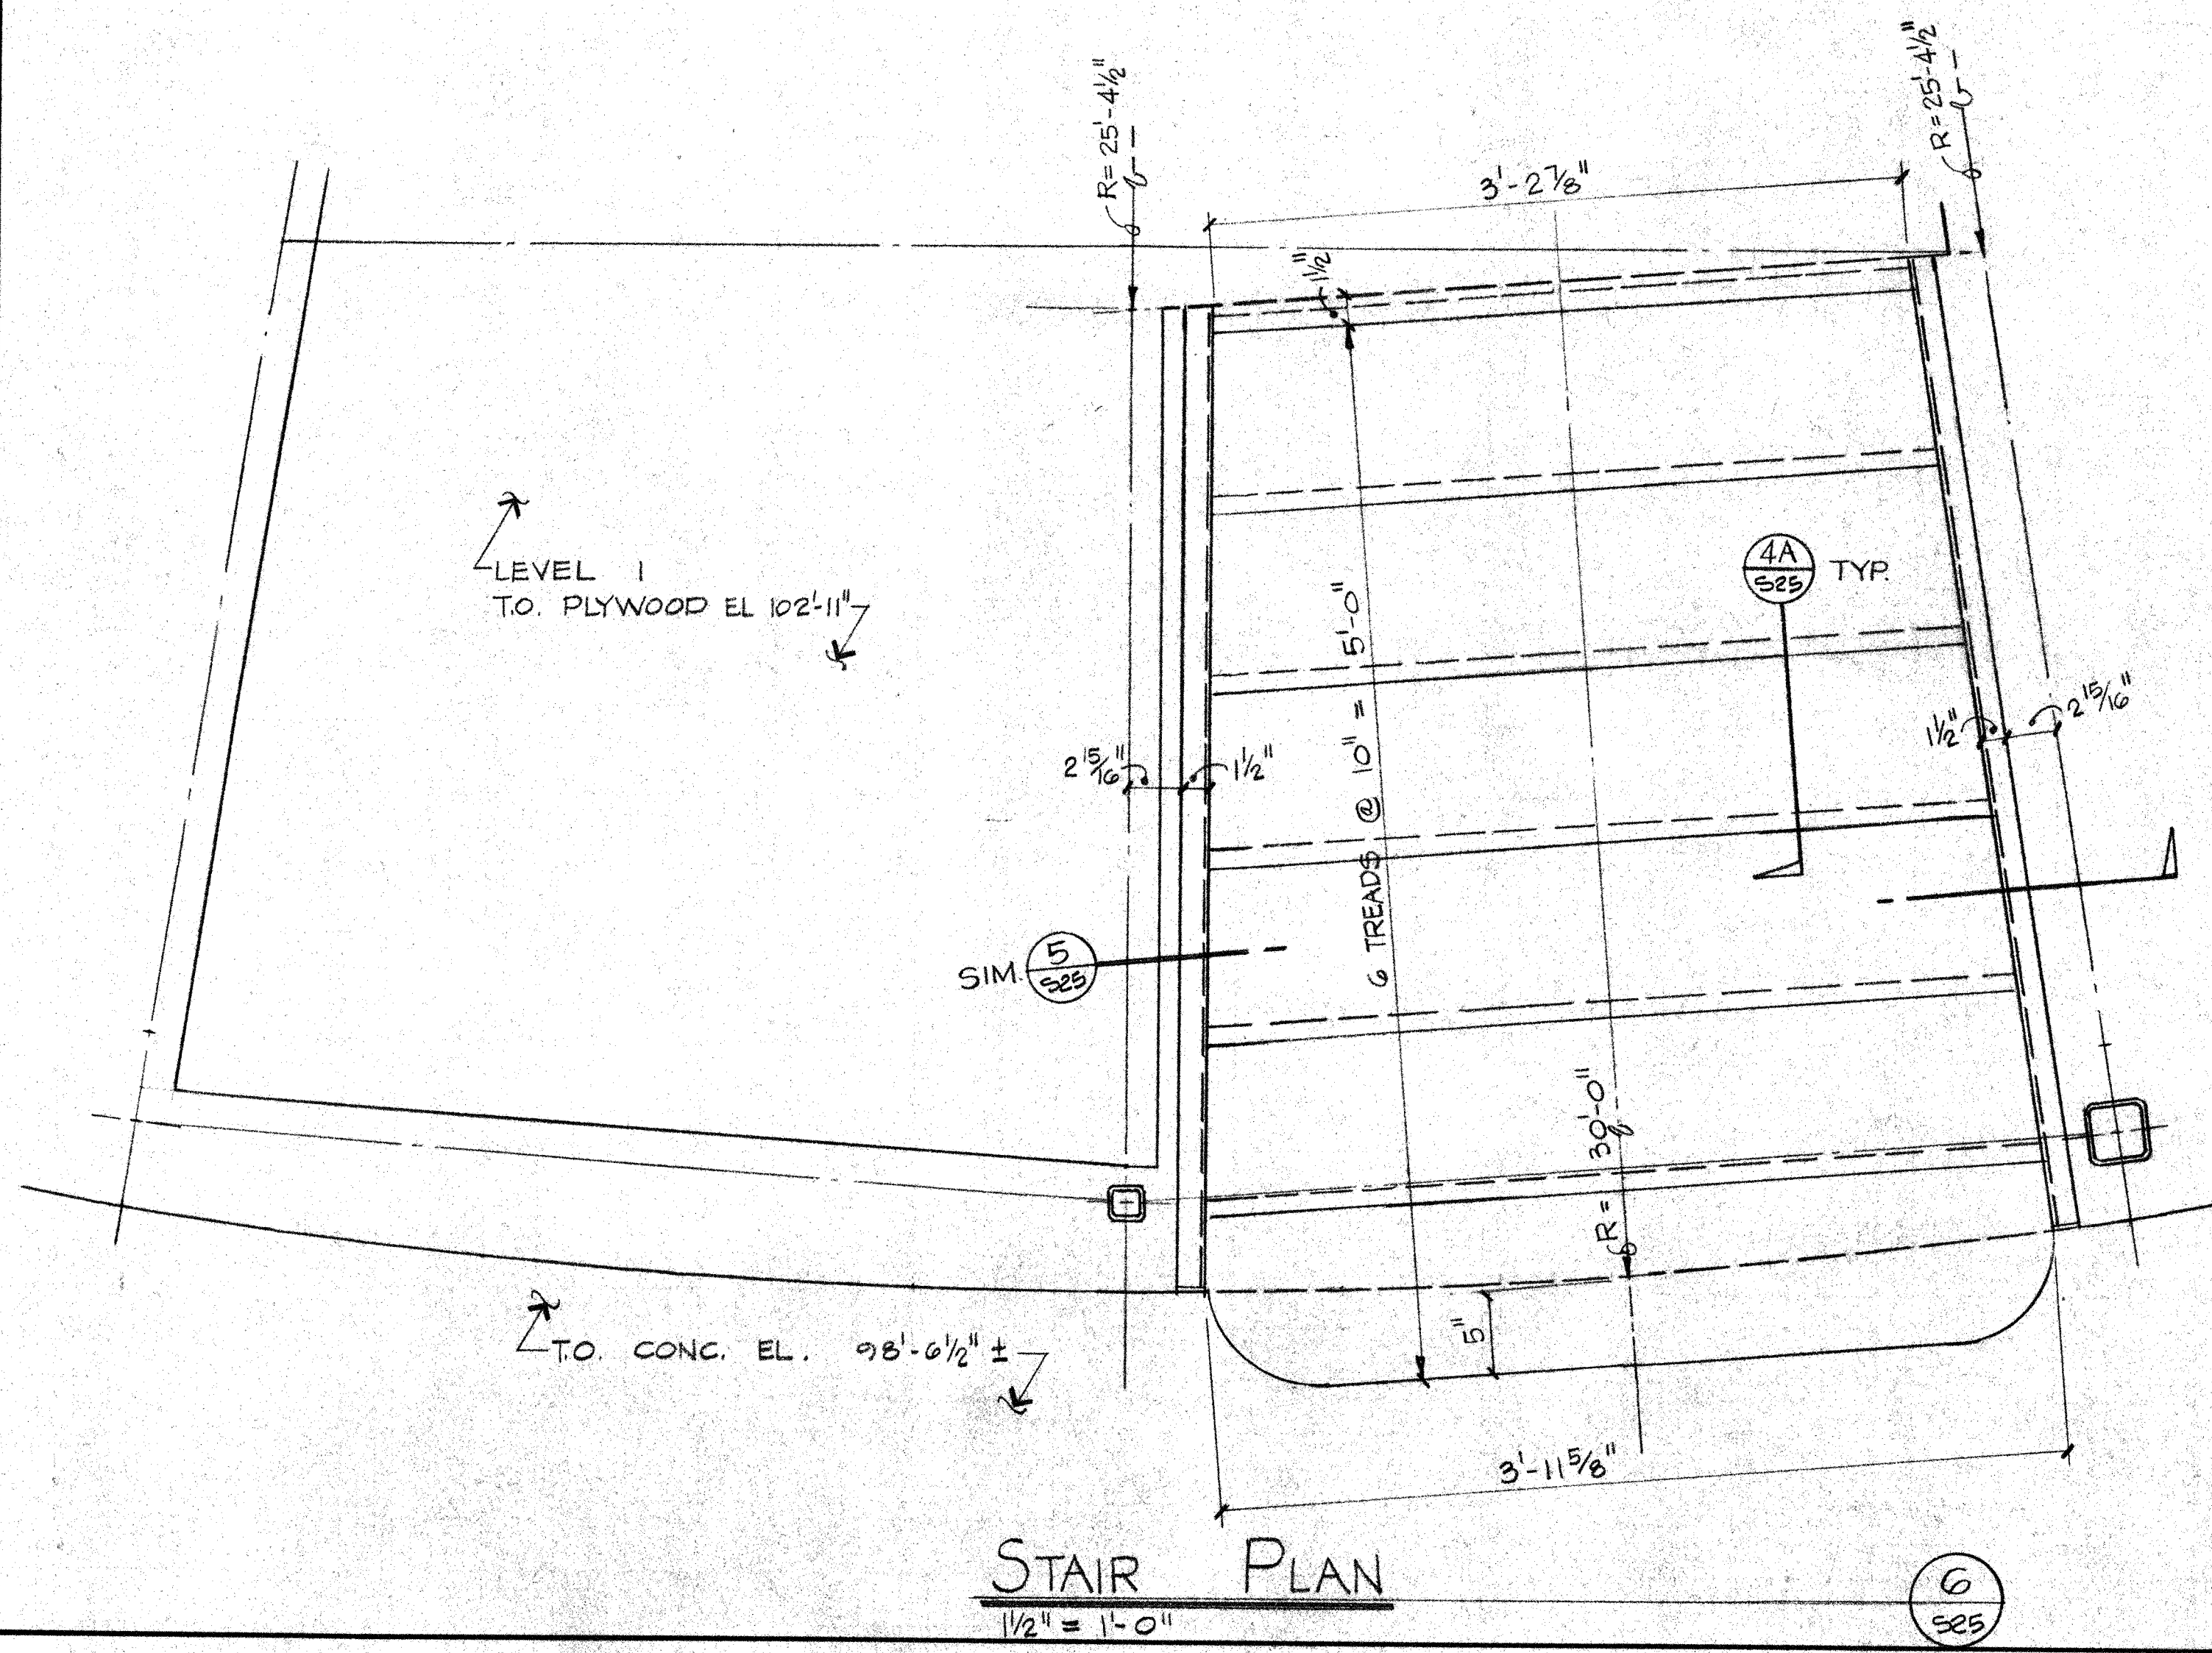 R= 25'-4½"
R= 25'-4½"
3'-2⅞"
1½"
LEVEL 1
T.O. PLYWOOD EL 102'-11"
4A
S25
TYP.
6 TREADS @ 10" = 5'-0"
2 15/16"
1½"
1½"
2 15/16"
SIM.
5
S25
R= 30'-0"
5"
T.O. CONC. EL. 98'-6½" ±
3'-11⅝"
STAIR PLAN
1½" = 1'-0"
6
S25